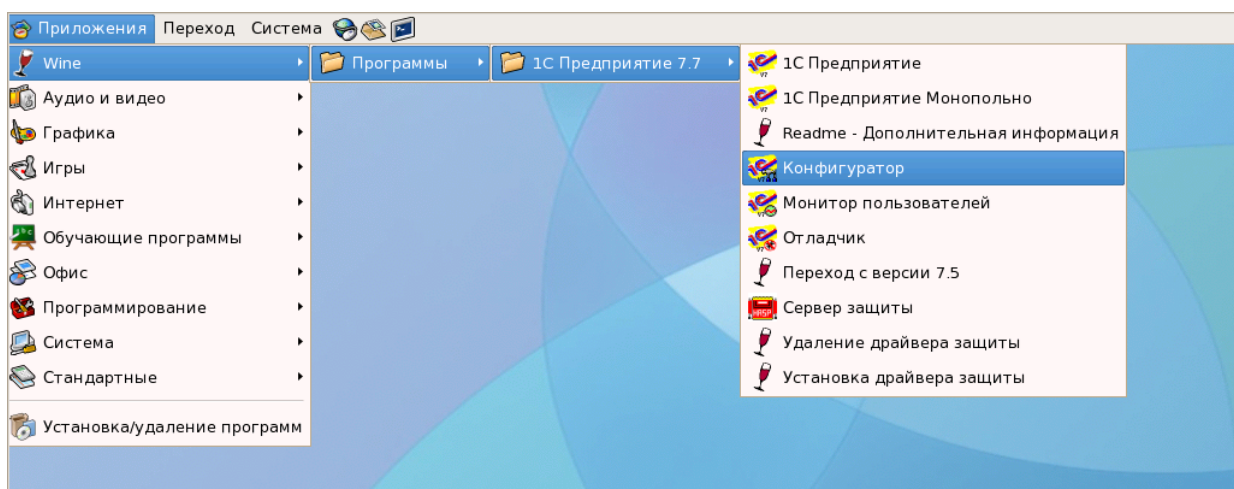 Приложения Переход Система
Wine Программы 1С Предприятие 7.7 1С Предприятие
Аудио и видео 1С Предприятие Монопольно
Графика Readme - Дополнительная информация
Игры Конфигуратор
Интернет Монитор пользователей
Обучающие программы Отладчик
Офис Переход с версии 7.5
Программирование Сервер защиты
Система Удаление драйвера защиты
Стандартные Установка драйвера защиты
Установка/удаление программ